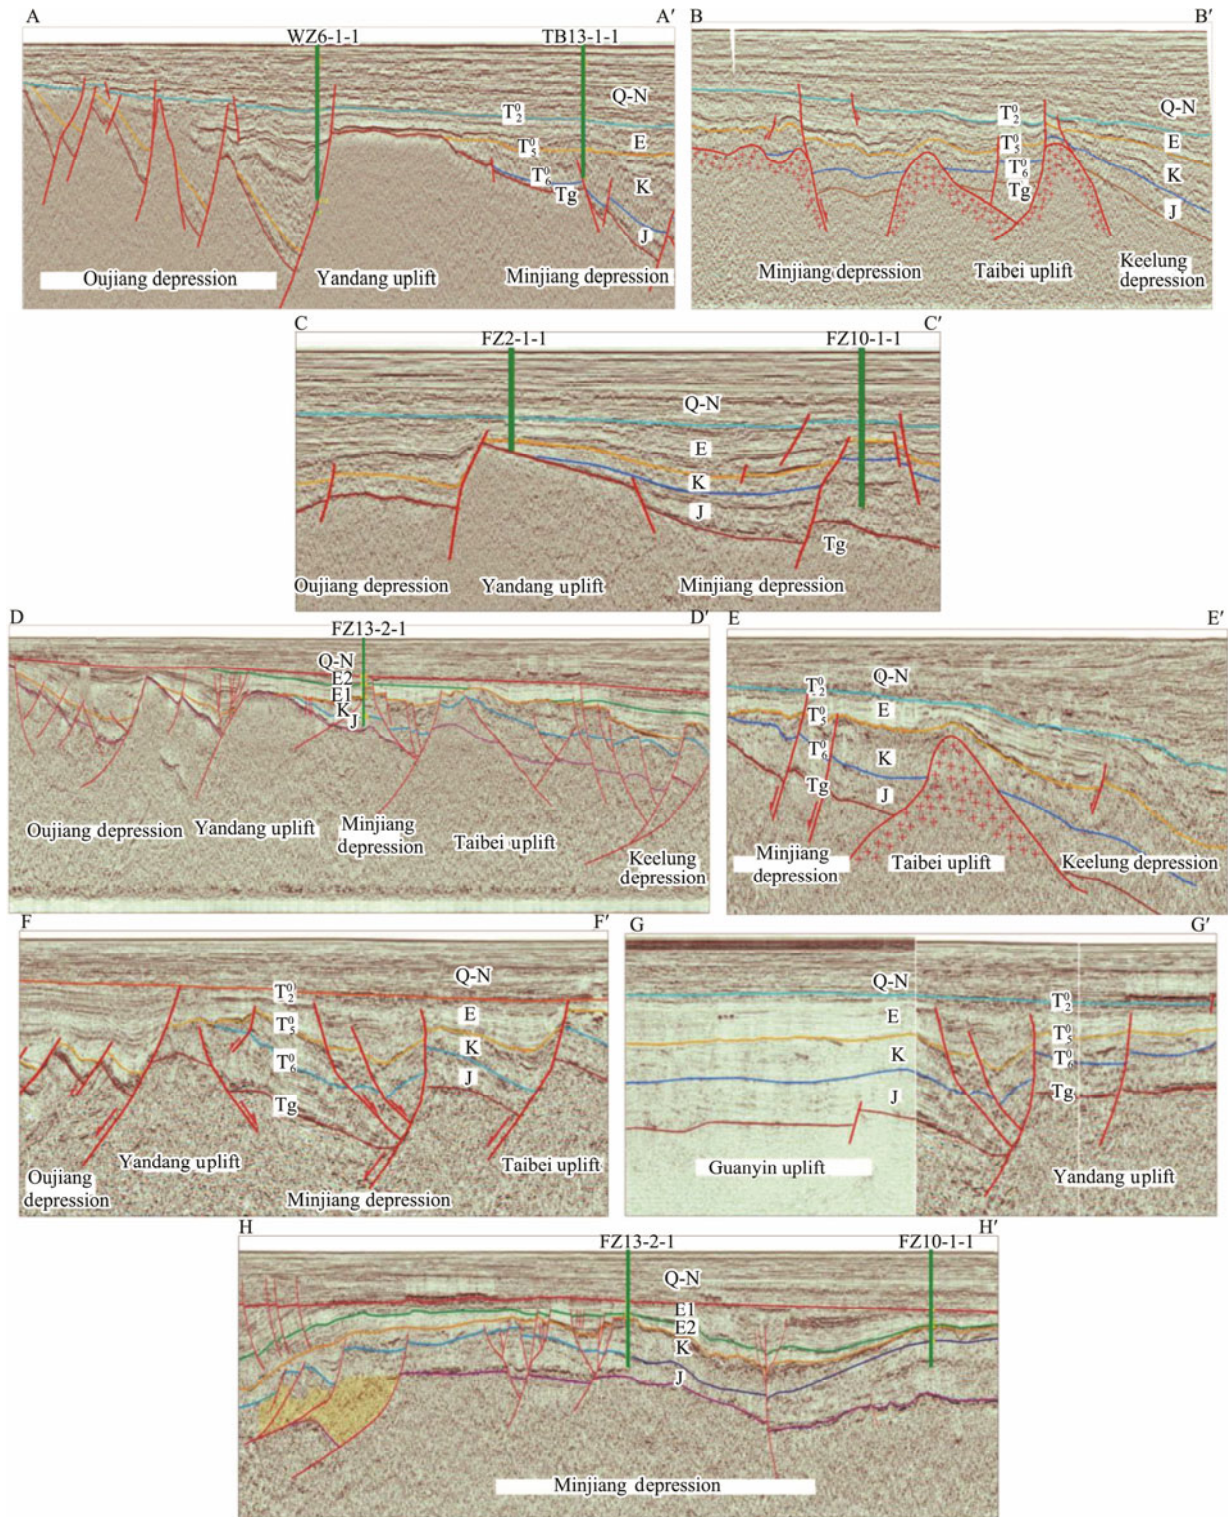 A A′
WZ6-1-1 TB13-1-1
Q-N
T₂⁰
E
T₅⁰
K
T₆⁰
Tg
J
Oujiang depression Yandang uplift Minjiang depression
B B′
Q-N
T₂⁰
E
T₅⁰
K
T₆⁰
Tg
J
Minjiang depression Taibei uplift Keelung
depression
C C′
FZ2-1-1 FZ10-1-1
Q-N
E
K
J
Tg
Oujiang depression Yandang uplift Minjiang depression
D D′
FZ13-2-1
Q-N
E2
E1
K
J
Oujiang depression Yandang uplift Minjiang
depression Taibei uplift Keelung
depression
E E′
Q-N
T₂⁰
E
T₅⁰
T₆⁰
K
Tg
J
Minjiang
depression Taibei uplift Keelung depression
F F′
Q-N
T₂⁰
E
T₅⁰
K
T₆⁰
J
Tg
Oujiang
depression Yandang uplift Minjiang depression Taibei uplift
G G′
Q-N
T₂⁰
E
T₅⁰
K
T₆⁰
J
Tg
Guanyin uplift Yandang uplift
H H′
FZ13-2-1 FZ10-1-1
Q-N
E1
E2
K
J
Minjiang depression